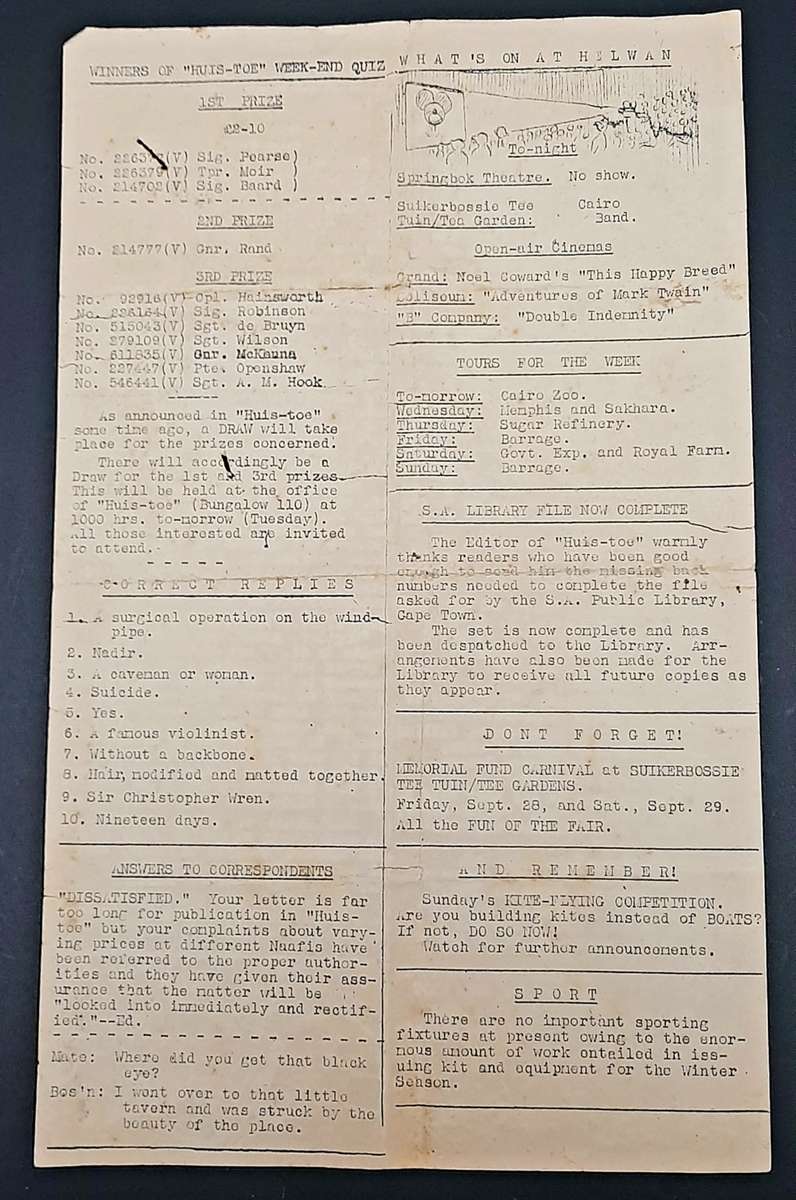 WINNERS OF "HUIS-TOE" WEEK-END QUIZ
1ST PRIZE
£2-10
No. (V) Sig. Pearse)
No. 226379(V) Tpr. Moir )
No. 214702(V) Sig. Baard )
2ND PRIZE
No. 214777(V) Gnr. Rand
3RD PRIZE
No. 92916(V) Cpl. Hainsworth
No. 226164(V) Sig. Robinson
No. 515043(V) Sgt. de Bruyn
No. 279109(V) Sgt. Wilson
No. 611835(V) Gnr. McKenna
No. 227447(V) Pte. Openshaw
No. 546441(V) Sgt. A. M. Hook.
As announced in "Huis-toe"
some time ago, a DRAW will take
place for the prizes concerned.
There will accordingly be a
Draw for the 1st and 3rd prizes.
This will be held at the office
of "Huis-toe" (Bungalow 110) at
1000 hrs. to-morrow (Tuesday).
All those interested are invited
to attend.
CORRECT REPLIES
1. A surgical operation on the wind-
pipe.
2. Nadir.
3. A caveman or woman.
4. Suicide.
5. Yes.
6. A famous violinist.
7. Without a backbone.
8. Hair, modified and matted together.
9. Sir Christopher Wren.
10. Nineteen days.
ANSWERS TO CORRESPONDENTS
"DISSATISFIED." Your letter is far
too long for publication in "Huis-
toe" but your complaints about vary-
ing prices at different Naafis have
been referred to the proper author-
ities and they have given their ass-
urance that the matter will be
"looked into immediately and rectif-
ied."--Ed.
Mate: Where did you get that black
eye?
Bos'n: I went over to that little
tavern and was struck by the
beauty of the place.
WHAT'S ON AT HELWAN
To-night
Springbok Theatre. No show.
Suikerbossie Tee Cairo
Tuin/Tea Garden: Band.
Open-air Cinemas
Grand: Noel Coward's "This Happy Breed"
Coliseum: "Adventures of Mark Twain"
"B" Company: "Double Indemnity"
TOURS FOR THE WEEK
To-morrow: Cairo Zoo.
Wednesday: Memphis and Sakhara.
Thursday: Sugar Refinery.
Friday: Barrage.
Saturday: Govt. Exp. and Royal Farm.
Sunday: Barrage.
S.A. LIBRARY FILE NOW COMPLETE
The Editor of "Huis-toe" warmly
thanks readers who have been good
enough to send him the missing back
numbers needed to complete the file
asked for by the S.A. Public Library,
Cape Town.
The set is now complete and has
been despatched to the Library. Arr-
angements have also been made for the
Library to receive all future copies as
they appear.
DONT FORGET!
MEMORIAL FUND CARNIVAL at SUIKERBOSSIE
TEE TUIN/TEE GARDENS.
Friday, Sept. 28, and Sat., Sept. 29.
All the FUN OF THE FAIR.
AND REMEMBER!
Sunday's KITE-FLYING COMPETITION.
Are you building kites instead of BOATS?
If not, DO SO NOW!
Watch for further announcements.
SPORT
There are no important sporting
fixtures at present owing to the enor-
mous amount of work entailed in iss-
uing kit and equipment for the Winter
Season.